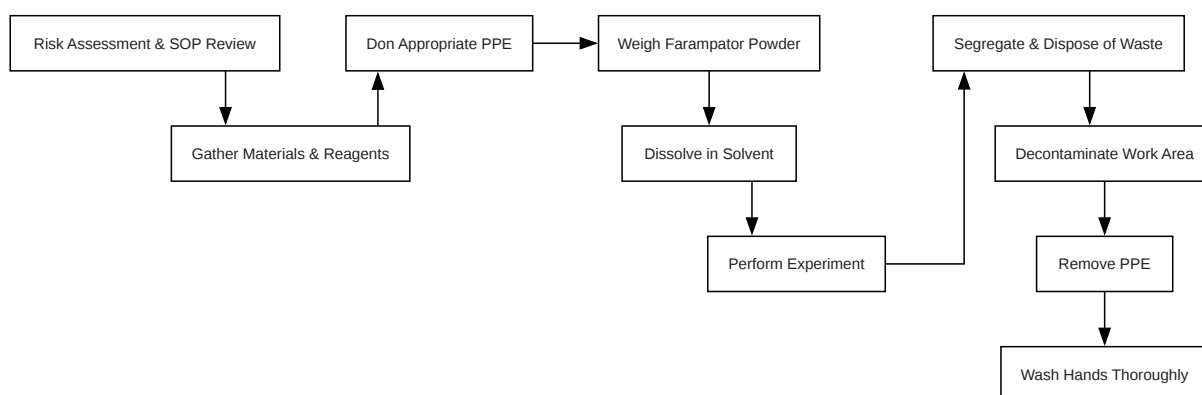 Risk Assessment & SOP Review
Gather Materials & Reagents
Don Appropriate PPE
Weigh Farampator Powder
Dissolve in Solvent
Perform Experiment
Segregate & Dispose of Waste
Decontaminate Work Area
Remove PPE
Wash Hands Thoroughly